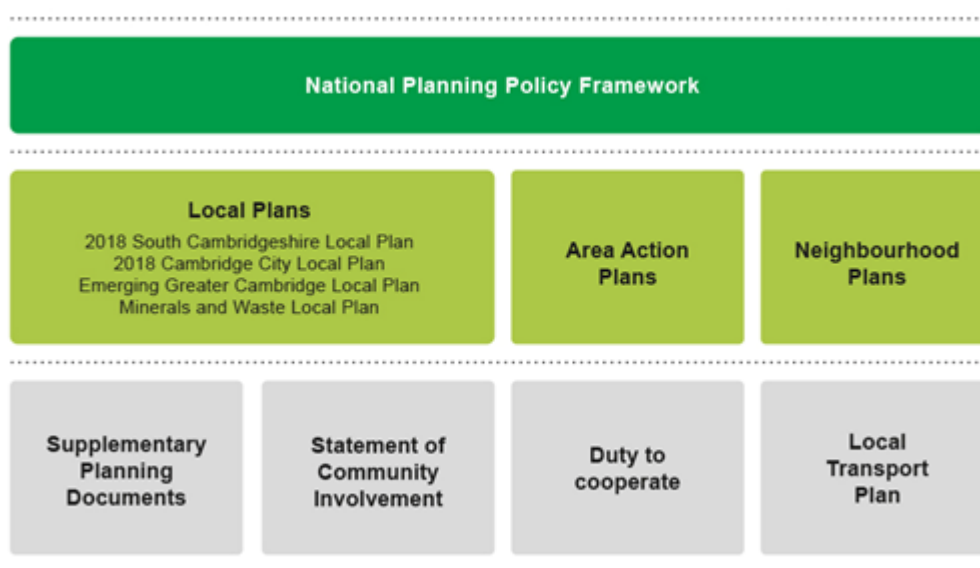 National Planning Policy Framework
Local Plans
2018 South Cambridgeshire Local Plan
2018 Cambridge City Local Plan
Emerging Greater Cambridge Local Plan
Minerals and Waste Local Plan
Area Action
Plans
Neighbourhood
Plans
Supplementary
Planning
Documents
Statement of
Community
Involvement
Duty to
cooperate
Local
Transport
Plan